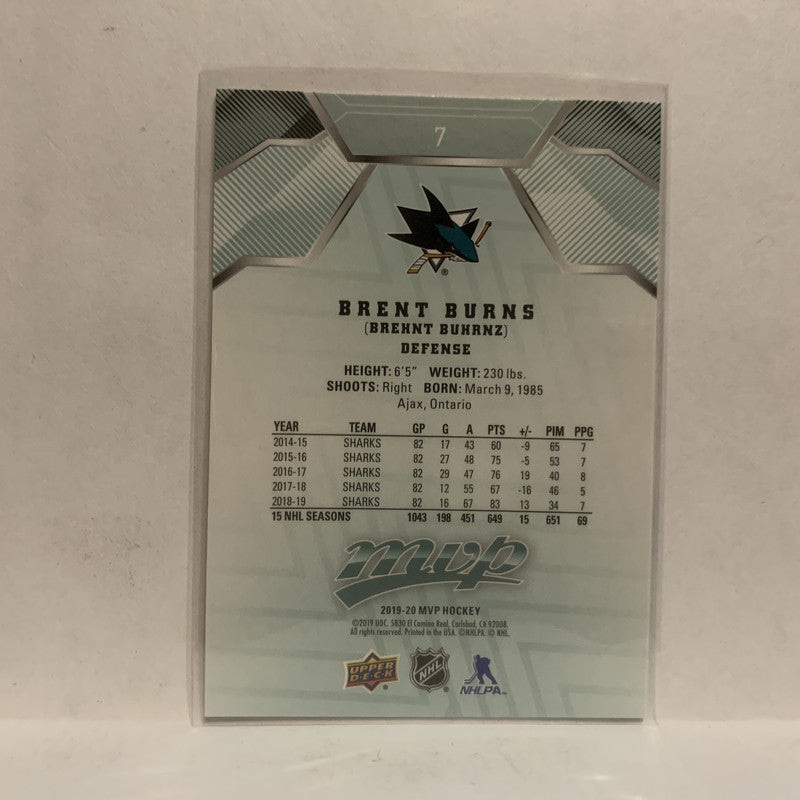 7
®
BRENT BURNS
(BREHNT BUHRNZ)
DEFENSE
HEIGHT: 6'5" WEIGHT: 230 lbs.
SHOOTS: Right BORN: March 9, 1985
Ajax, Ontario
YEAR TEAM GP G A PTS +/- PIM PPG
2014-15 SHARKS 82 17 43 60 -9 65 7
2015-16 SHARKS 82 27 48 75 -5 53 7
2016-17 SHARKS 82 29 47 76 19 40 8
2017-18 SHARKS 82 12 55 67 -16 46 5
2018-19 SHARKS 82 16 67 83 13 34 7
15 NHL SEASONS 1043 198 451 649 15 651 69
mvp
2019-20 MVP HOCKEY
©2019 UDC. 5830 El Camino Real, Carlsbad, CA 92008.
All rights reserved. Printed in the USA. ©NHLPA. © NHL.
UPPER DECK ® NHL ® NHLPA™